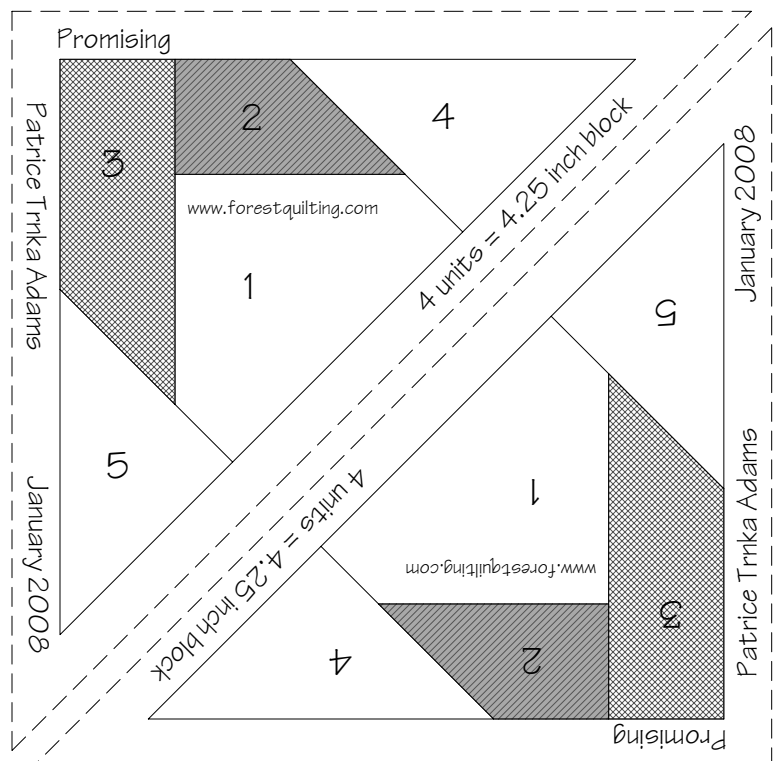 Promising
Patrice Trnka Adams
January 2008
3
2
4
www.forestquilting.com
1
5
4 units = 4.25 inch block
January 2008
Patrice Trnka Adams
5
1
www.forestquilting.com
3
2
4
4 units = 4.25 inch block
Promising